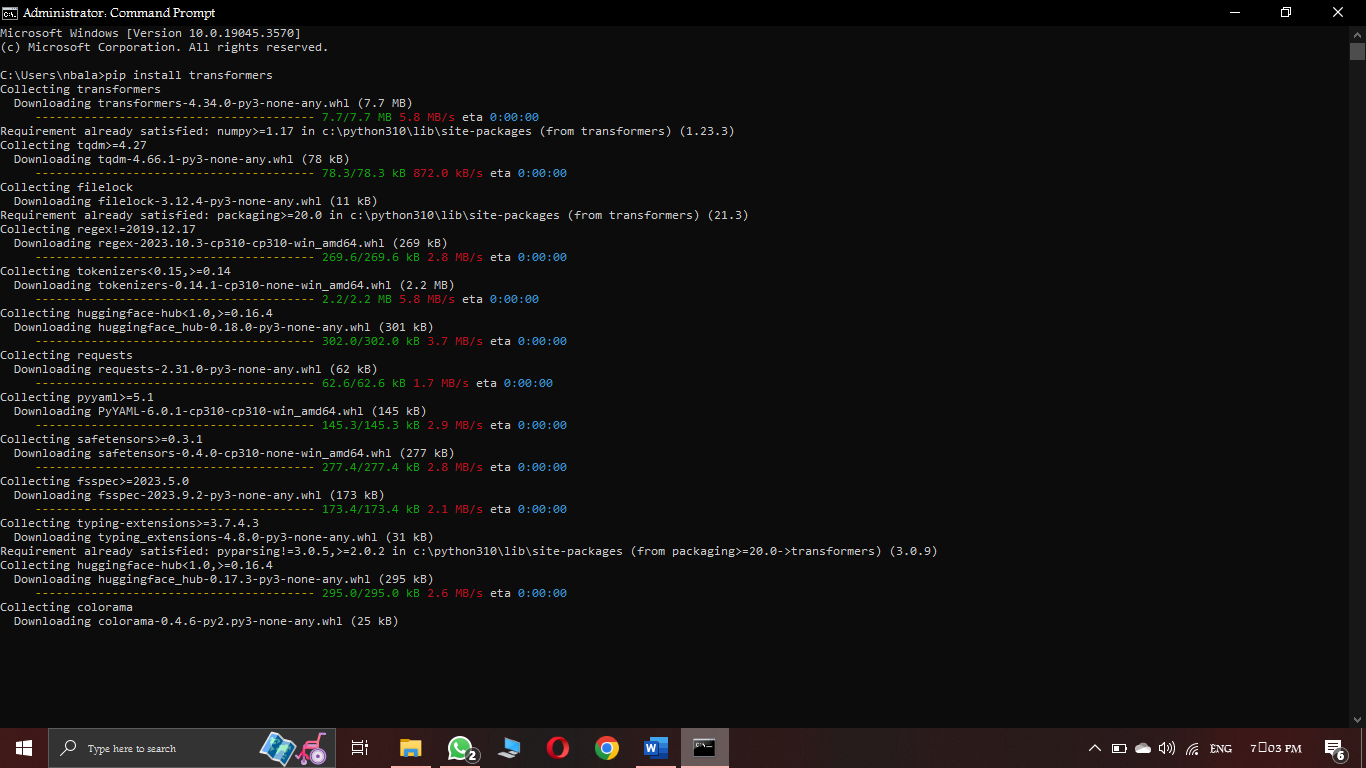 Administrator: Command Prompt
Microsoft Windows [Version 10.0.19045.3570]
(c) Microsoft Corporation. All rights reserved.
C:\Users\nbala>pip install transformers
Collecting transformers
Downloading transformers-4.34.0-py3-none-any.whl (7.7 MB)
---------------------------------------- 7.7/7.7 MB 5.8 MB/s eta 0:00:00
Requirement already satisfied: numpy>=1.17 in c:\python310\lib\site-packages (from transformers) (1.23.3)
Collecting tqdm>=4.27
Downloading tqdm-4.66.1-py3-none-any.whl (78 kB)
---------------------------------------- 78.3/78.3 kB 872.0 kB/s eta 0:00:00
Collecting filelock
Downloading filelock-3.12.4-py3-none-any.whl (11 kB)
Requirement already satisfied: packaging>=20.0 in c:\python310\lib\site-packages (from transformers) (21.3)
Collecting regex!=2019.12.17
Downloading regex-2023.10.3-cp310-cp310-win_amd64.whl (269 kB)
---------------------------------------- 269.6/269.6 kB 2.8 MB/s eta 0:00:00
Collecting tokenizers<0.15,>=0.14
Downloading tokenizers-0.14.1-cp310-none-win_amd64.whl (2.2 MB)
---------------------------------------- 2.2/2.2 MB 5.8 MB/s eta 0:00:00
Collecting huggingface-hub<1.0,>=0.16.4
Downloading huggingface_hub-0.18.0-py3-none-any.whl (301 kB)
---------------------------------------- 302.0/302.0 kB 3.7 MB/s eta 0:00:00
Collecting requests
Downloading requests-2.31.0-py3-none-any.whl (62 kB)
---------------------------------------- 62.6/62.6 kB 1.7 MB/s eta 0:00:00
Collecting pyyaml>=5.1
Downloading PyYAML-6.0.1-cp310-cp310-win_amd64.whl (145 kB)
---------------------------------------- 145.3/145.3 kB 2.9 MB/s eta 0:00:00
Collecting safetensors>=0.3.1
Downloading safetensors-0.4.0-cp310-none-win_amd64.whl (277 kB)
---------------------------------------- 277.4/277.4 kB 2.8 MB/s eta 0:00:00
Collecting fsspec>=2023.5.0
Downloading fsspec-2023.9.2-py3-none-any.whl (173 kB)
---------------------------------------- 173.4/173.4 kB 2.1 MB/s eta 0:00:00
Collecting typing-extensions>=3.7.4.3
Downloading typing_extensions-4.8.0-py3-none-any.whl (31 kB)
Requirement already satisfied: pyparsing!=3.0.5,>=2.0.2 in c:\python310\lib\site-packages (from packaging>=20.0->transformers) (3.0.9)
Collecting huggingface-hub<1.0,>=0.16.4
Downloading huggingface_hub-0.17.3-py3-none-any.whl (295 kB)
---------------------------------------- 295.0/295.0 kB 2.6 MB/s eta 0:00:00
Collecting colorama
Downloading colorama-0.4.6-py2.py3-none-any.whl (25 kB)
Type here to search
2
ENG
7□03 PM
6